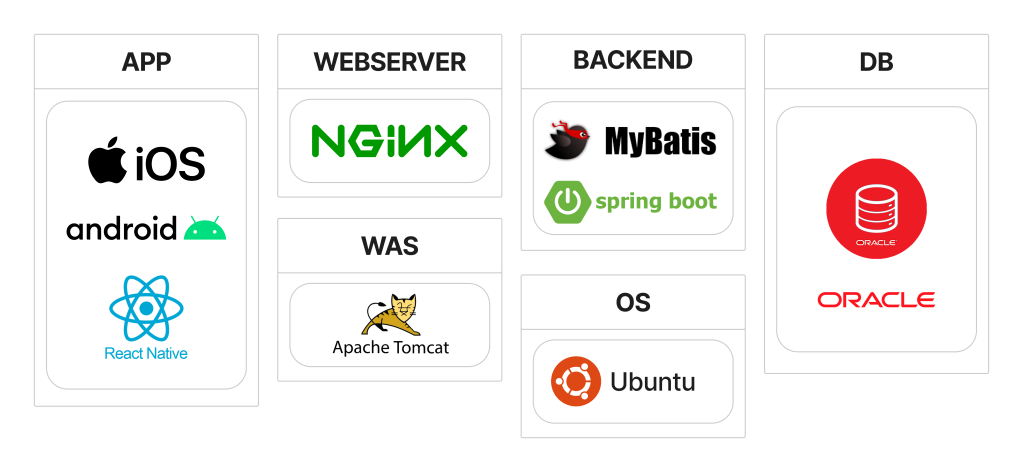 APP
iOS
android
React Native
WEBSERVER
NGINX
WAS
Apache Tomcat
BACKEND
MyBatis
spring boot
OS
Ubuntu
DB
ORACLE
ORACLE